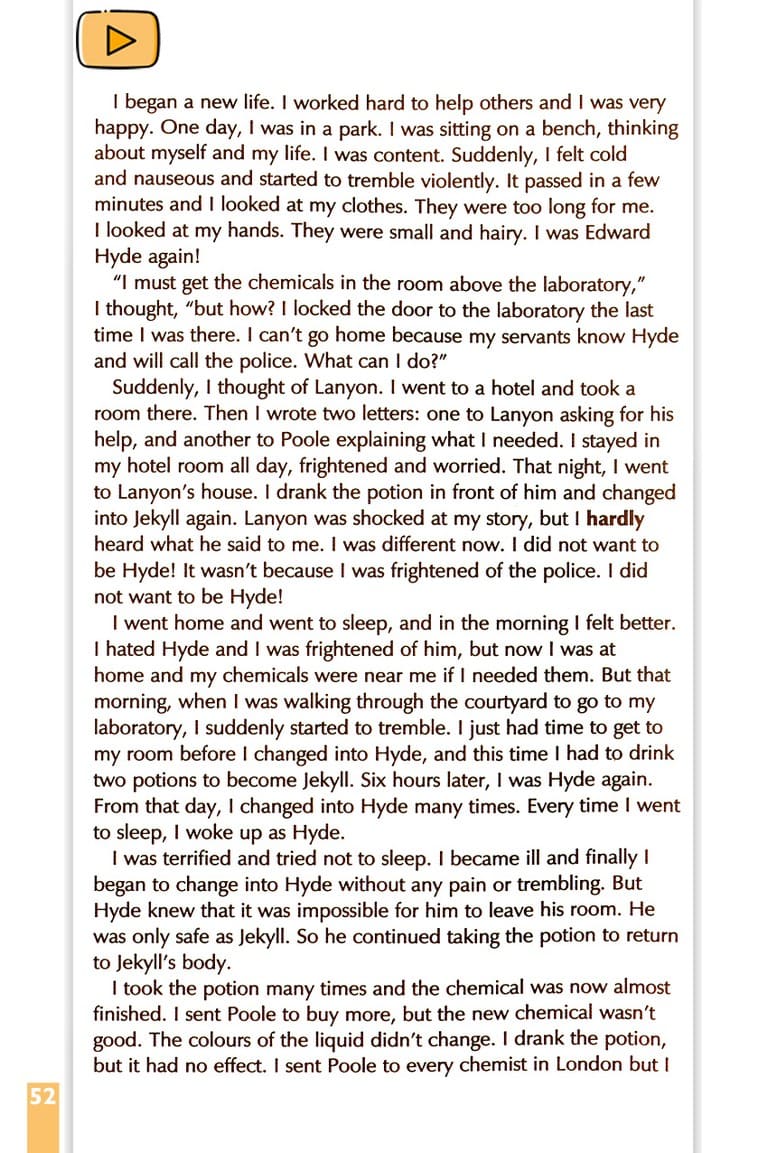 I began a new life. I worked hard to help others and I was very
happy. One day, I was in a park. I was sitting on a bench, thinking
about myself and my life. I was content. Suddenly, I felt cold
and nauseous and started to tremble violently. It passed in a few
minutes and I looked at my clothes. They were too long for me.
I looked at my hands. They were small and hairy. I was Edward
Hyde again!
“I must get the chemicals in the room above the laboratory,”
I thought, “but how? I locked the door to the laboratory the last
time I was there. I can’t go home because my servants know Hyde
and will call the police. What can I do?”
Suddenly, I thought of Lanyon. I went to a hotel and took a
room there. Then I wrote two letters: one to Lanyon asking for his
help, and another to Poole explaining what I needed. I stayed in
my hotel room all day, frightened and worried. That night, I went
to Lanyon’s house. I drank the potion in front of him and changed
into Jekyll again. Lanyon was shocked at my story, but I hardly
heard what he said to me. I was different now. I did not want to
be Hyde! It wasn’t because I was frightened of the police. I did
not want to be Hyde!
I went home and went to sleep, and in the morning I felt better.
I hated Hyde and I was frightened of him, but now I was at
home and my chemicals were near me if I needed them. But that
morning, when I was walking through the courtyard to go to my
laboratory, I suddenly started to tremble. I just had time to get to
my room before I changed into Hyde, and this time I had to drink
two potions to become Jekyll. Six hours later, I was Hyde again.
From that day, I changed into Hyde many times. Every time I went
to sleep, I woke up as Hyde.
I was terrified and tried not to sleep. I became ill and finally I
began to change into Hyde without any pain or trembling. But
Hyde knew that it was impossible for him to leave his room. He
was only safe as Jekyll. So he continued taking the potion to return
to Jekyll’s body.
I took the potion many times and the chemical was now almost
finished. I sent Poole to buy more, but the new chemical wasn’t
good. The colours of the liquid didn’t change. I drank the potion,
but it had no effect. I sent Poole to every chemist in London but I
52